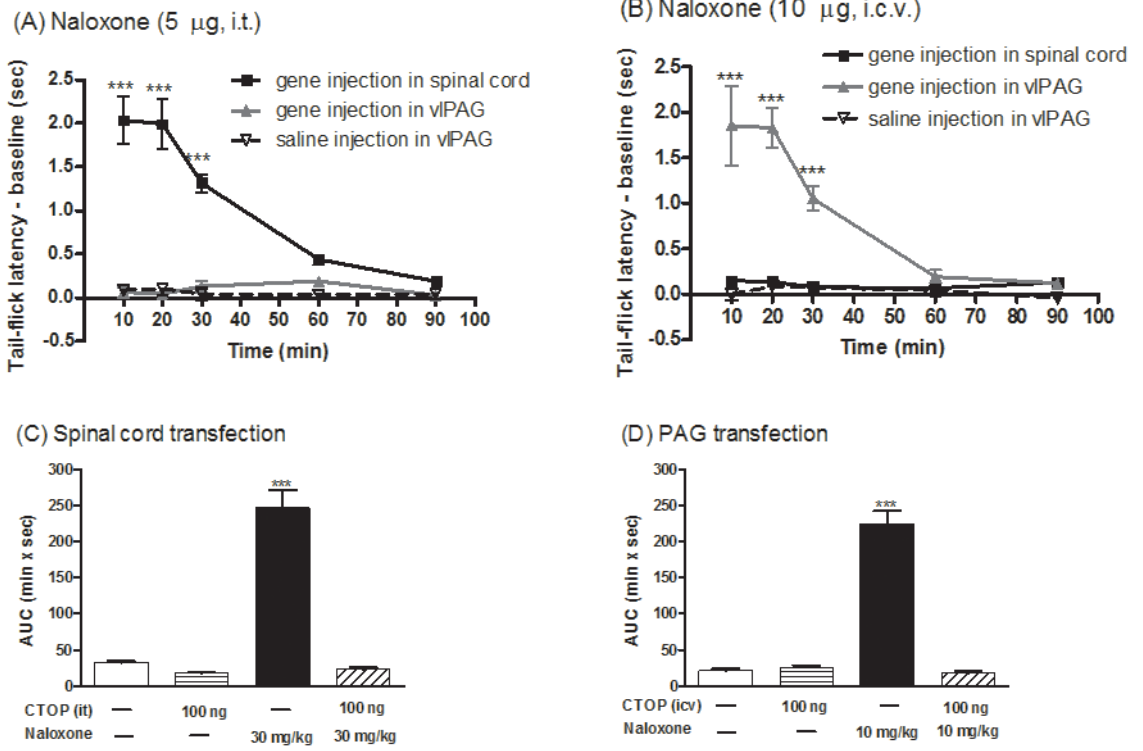 (A) Naloxone (5 μg, i.t.)
Tail-flick latency - baseline (sec)
2.5
2.0
1.5
1.0
0.5
0.0
-0.5
*** *** ***
gene injection in spinal cord
gene injection in vlPAG
saline injection in vlPAG
10 20 30 40 50 60 70 80 90 100
Time (min)
(B) Naloxone (10 μg, i.c.v.)
Tail-flick latency - baseline (sec)
2.5
2.0
1.5
1.0
0.5
0.0
-0.5
*** *** ***
gene injection in spinal cord
gene injection in vlPAG
saline injection in vlPAG
10 20 30 40 50 60 70 80 90 100
Time (min)
(C) Spinal cord transfection
AUC (min x sec)
300
250
200
150
100
50
0
***
CTOP (it) — 100 ng — 100 ng
Naloxone — — 30 mg/kg 30 mg/kg
(D) PAG transfection
AUC (min x sec)
300
250
200
150
100
50
0
***
CTOP (icv) — 100 ng — 100 ng
Naloxone — — 10 mg/kg 10 mg/kg